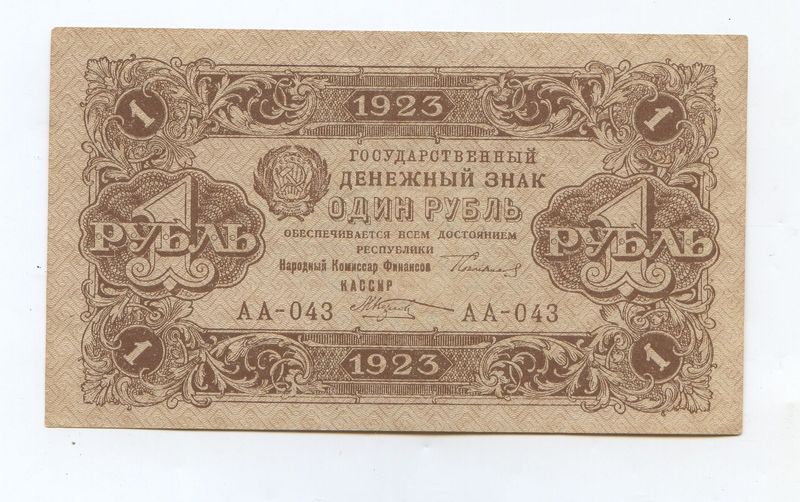 1
1923
1
ГОСУДАРСТВЕННЫЙ
ДЕНЕЖНЫЙ ЗНАК
ОДИН РУБЛЬ
ОБЕСПЕЧИВАЕТСЯ ВСЕМ ДОСТОЯНИЕМ
РЕСПУБЛИКИ
1
РУБЛЬ
1
РУБЛЬ
Народный Комиссар Финансов
КАССИР
АА-043
АА-043
1
1923
1